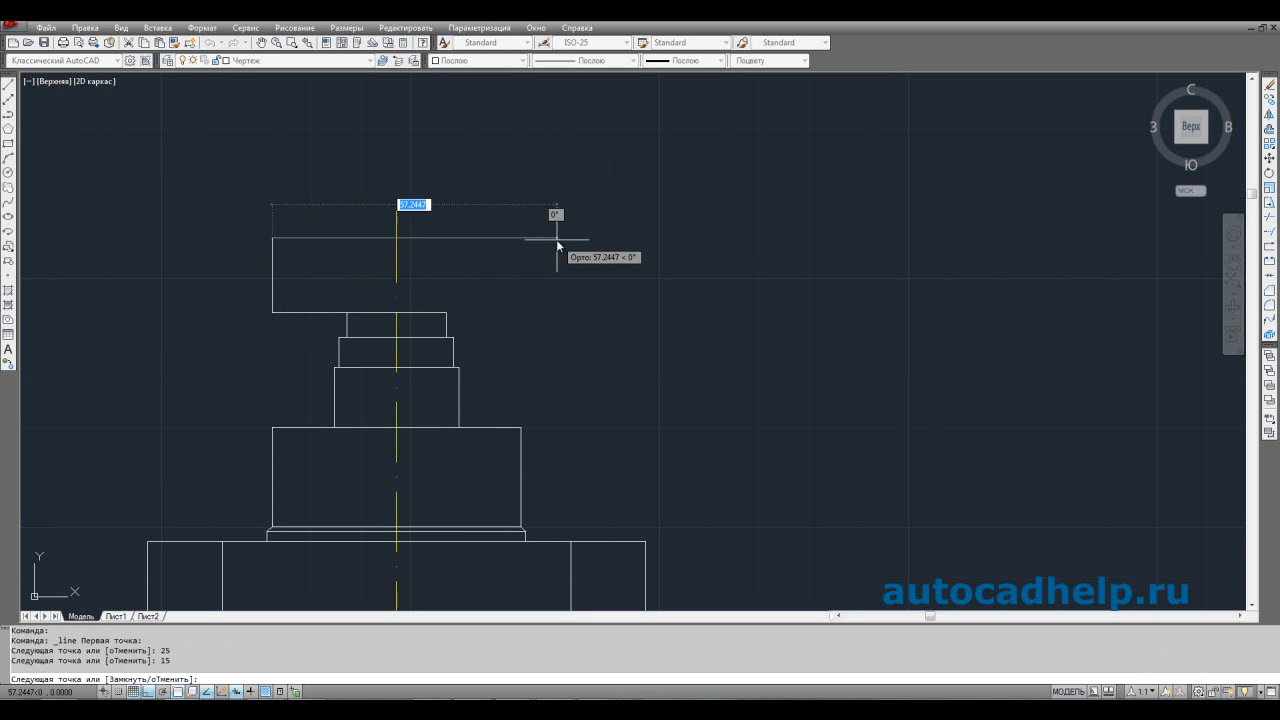 Файл Правка Вид Вставка Формат Сервис Рисование Размеры Редактировать Параметризация Окно Справка
Standard ISO-25 Standard Standard
Классический AutoCAD Чертеж Послою Послою Послою Поцвету
[−][Верхняя][2D каркас]
С
З Верх В
Ю
МСК
57.2447
0°
Орто: 57.2447 < 0°
Y
X
autocadhelp.ru
Модель Лист1 Лист2
Команда:
Команда: _line Первая точка:
Следующая точка или [оТменить]: 25
Следующая точка или [оТменить]: 15
Следующая точка или [Замкнуть/оТменить]:
57.2447<0 , 0.0000 МОДЕЛЬ 1:1